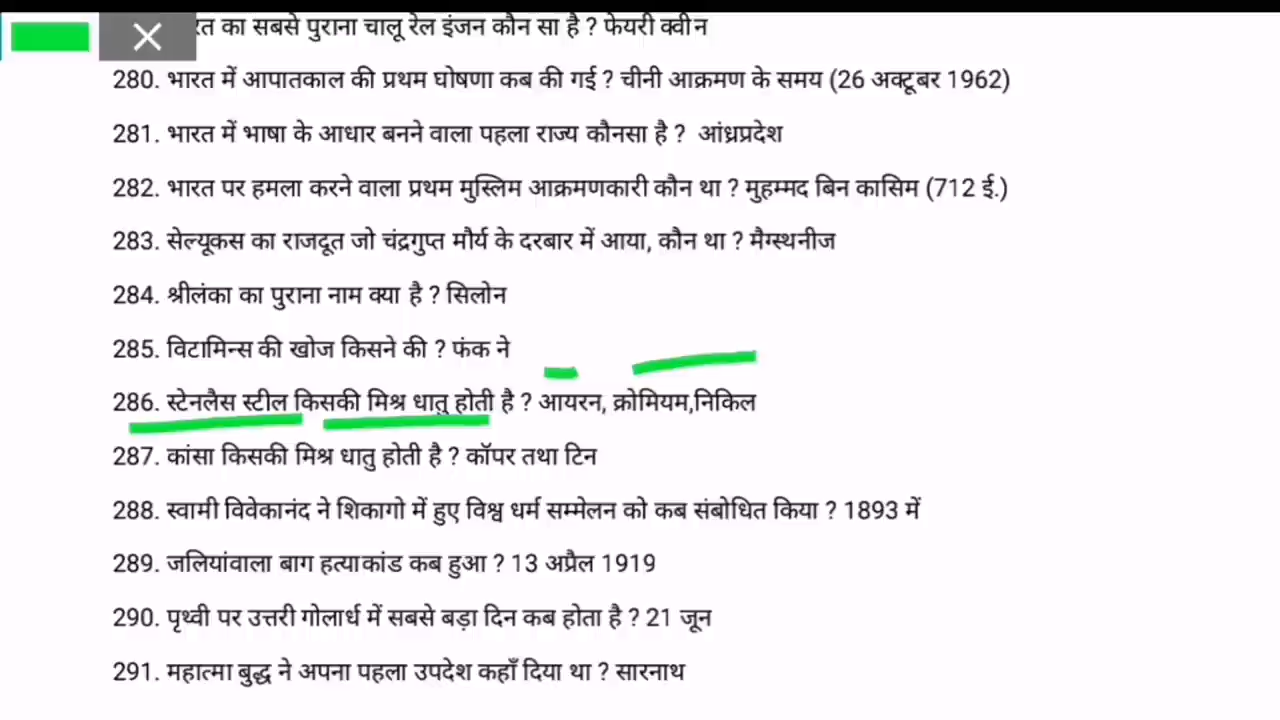 का सबसे पुराना चालू रेल इंजन कौन सा है ? फेयरी क्वीन
280. भारत में आपातकाल की प्रथम घोषणा कब की गई ? चीनी आक्रमण के समय (26 अक्टूबर 1962)
281. भारत में भाषा के आधार बनने वाला पहला राज्य कौनसा है ? आंध्रप्रदेश
282. भारत पर हमला करने वाला प्रथम मुस्लिम आक्रमणकारी कौन था ? मुहम्मद बिन कासिम (712 ई.)
283. सेल्यूकस का राजदूत जो चंद्रगुप्त मौर्य के दरबार में आया, कौन था ? मैग्स्थनीज
284. श्रीलंका का पुराना नाम क्या है ? सिलोन
285. विटामिन्स की खोज किसने की ? फंक ने
286. स्टेनलैस स्टील किसकी मिश्र धातु होती है ? आयरन, क्रोमियम,निकिल
287. कांसा किसकी मिश्र धातु होती है ? कॉपर तथा टिन
288. स्वामी विवेकानंद ने शिकागो में हुए विश्व धर्म सम्मेलन को कब संबोधित किया ? 1893 में
289. जलियांवाला बाग हत्याकांड कब हुआ ? 13 अप्रैल 1919
290. पृथ्वी पर उत्तरी गोलार्ध में सबसे बड़ा दिन कब होता है ? 21 जून
291. महात्मा बुद्ध ने अपना पहला उपदेश कहाँ दिया था ? सारनाथ